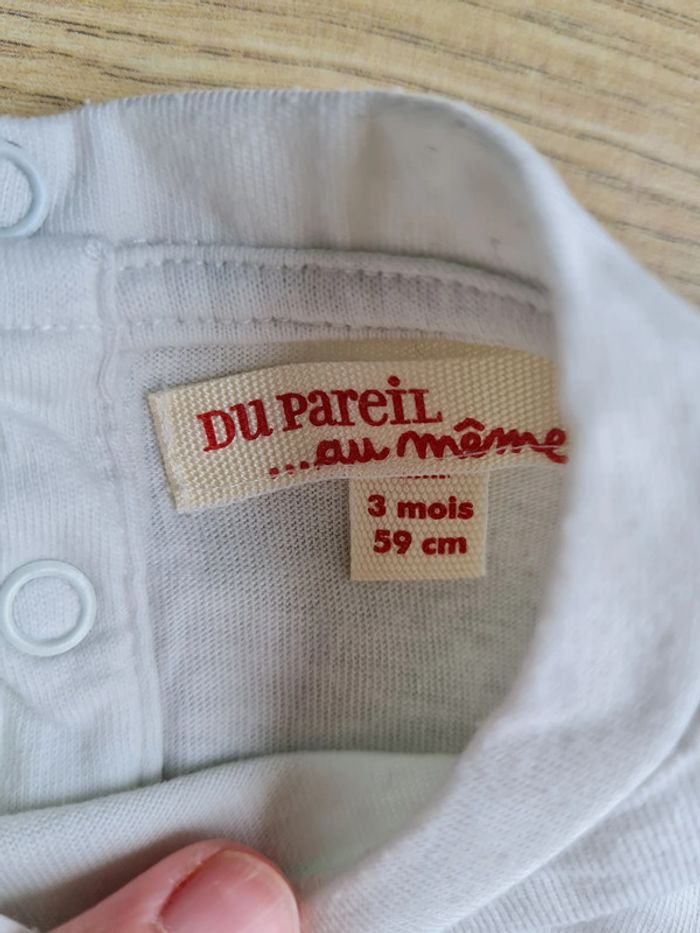 DU PareiL
...au même
3 mois
59 cm